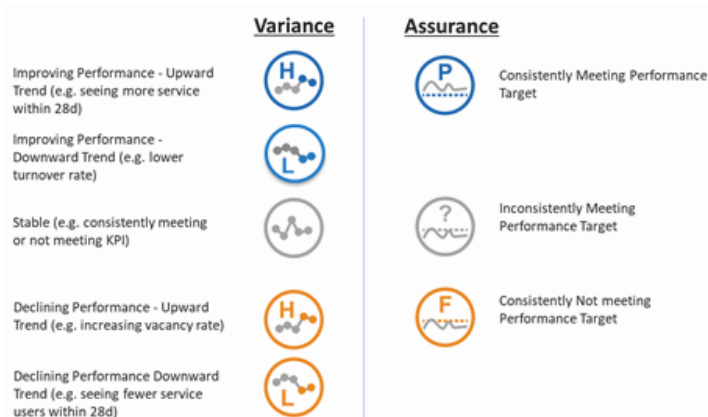 Variance
Assurance
Improving Performance - Upward
Trend (e.g. seeing more service
within 28d)
H
P
Consistently Meeting Performance
Target
Improving Performance -
Downward Trend (e.g. lower
turnover rate)
L
Stable (e.g. consistently meeting
or not meeting KPI)
?
Inconsistently Meeting
Performance Target
Declining Performance - Upward
Trend (e.g. increasing vacancy rate)
H
F
Consistently Not meeting
Performance Target
Declining Performance Downward
Trend (e.g. seeing fewer service
users within 28d)
L